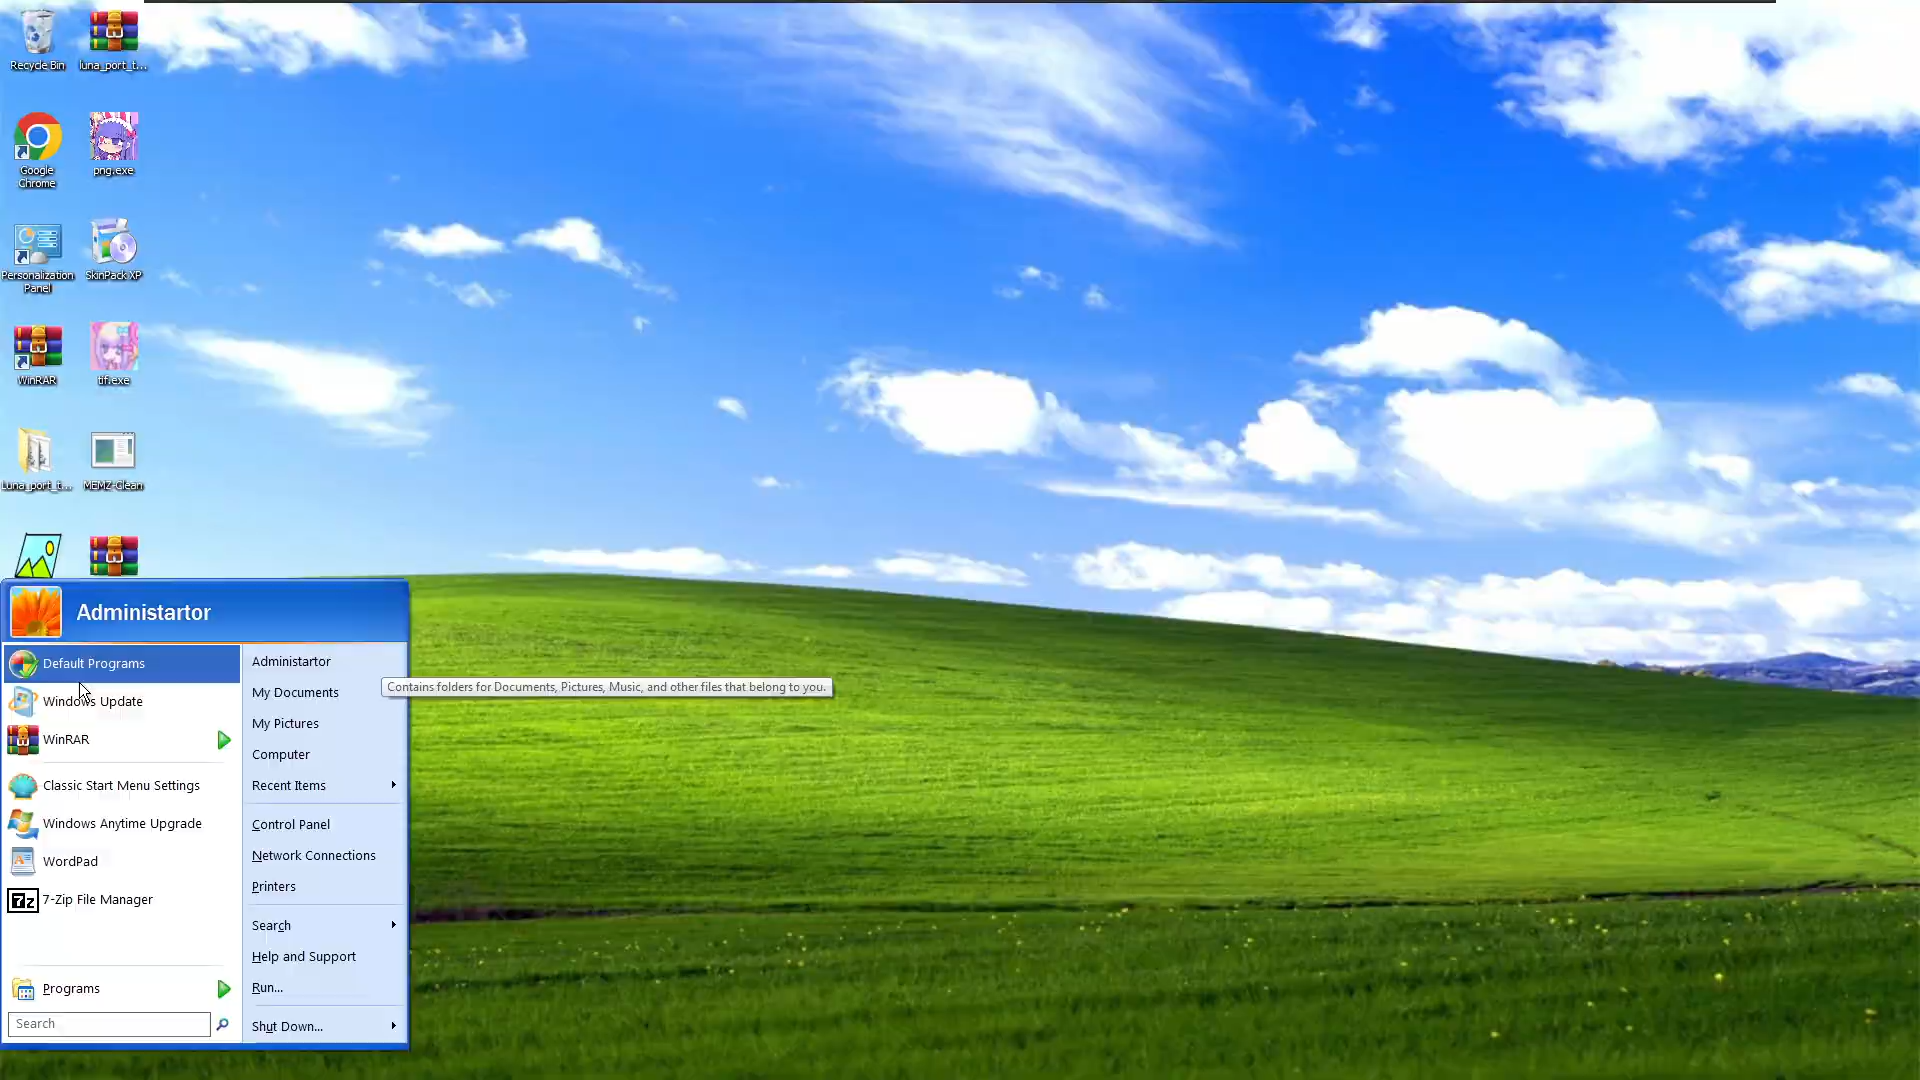 Recycle Bin
luna_port_t...
Google
Chrome
png.exe
Personalization
Panel
SkinPack XP
WinRAR
tif.exe
Luna_port_t...
MEMZ-Clean
Administartor
Default Programs
Windows Update
WinRAR
Classic Start Menu Settings
Windows Anytime Upgrade
WordPad
7z 7-Zip File Manager
Programs
Search
Administartor
My Documents
My Pictures
Computer
Recent Items
Control Panel
Network Connections
Printers
Search
Help and Support
Run...
Shut Down...
Contains folders for Documents, Pictures, Music, and other files that belong to you.